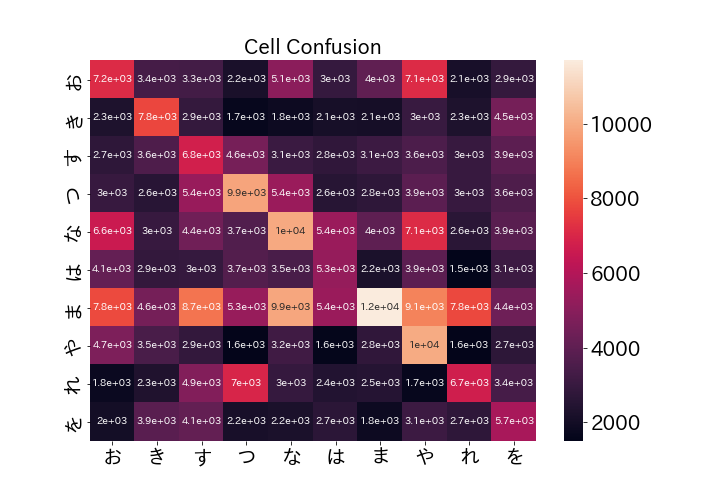 Cell Confusion
お 7.2e+03 3.4e+03 3.3e+03 2.2e+03 5.1e+03 3e+03 4e+03 7.1e+03 2.1e+03 2.9e+03
き 2.3e+03 7.8e+03 2.9e+03 1.7e+03 1.8e+03 2.1e+03 2.1e+03 3e+03 2.3e+03 4.5e+03
す 2.7e+03 3.6e+03 6.8e+03 4.6e+03 3.1e+03 2.8e+03 3.1e+03 3.6e+03 3e+03 3.9e+03
つ 3e+03 2.6e+03 5.4e+03 9.9e+03 5.4e+03 2.6e+03 2.8e+03 3.9e+03 3e+03 3.6e+03
な 6.6e+03 3e+03 4.4e+03 3.7e+03 1e+04 5.4e+03 4e+03 7.1e+03 2.6e+03 3.9e+03
は 4.1e+03 2.9e+03 3e+03 3.7e+03 3.5e+03 5.3e+03 2.2e+03 3.9e+03 1.5e+03 3.1e+03
ま 7.8e+03 4.6e+03 8.7e+03 5.3e+03 9.9e+03 5.4e+03 1.2e+04 9.1e+03 7.8e+03 4.4e+03
や 4.7e+03 3.5e+03 2.9e+03 1.6e+03 3.2e+03 1.6e+03 2.8e+03 1e+04 1.6e+03 2.7e+03
れ 1.8e+03 2.3e+03 4.9e+03 7e+03 3e+03 2.4e+03 2.5e+03 1.7e+03 6.7e+03 3.4e+03
を 2e+03 3.9e+03 4.1e+03 2.2e+03 2.2e+03 2.7e+03 1.8e+03 3.1e+03 2.7e+03 5.7e+03
お き す つ な は ま や れ を
10000
8000
6000
4000
2000